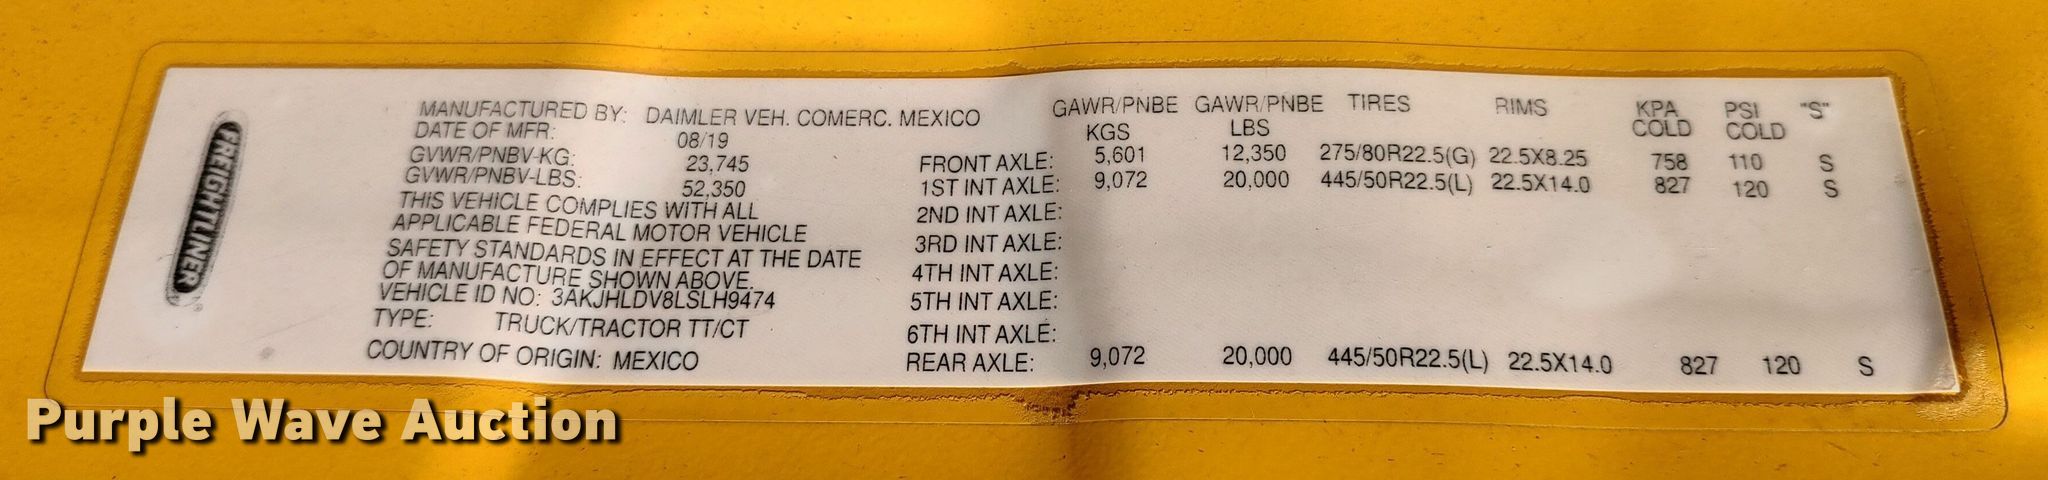 FREIGHTLINER
MANUFACTURED BY: DAIMLER VEH. COMERC. MEXICO
DATE OF MFR: 08/19
GVWR/PNBV-KG: 23,745
GVWR/PNBV-LBS: 52,350
THIS VEHICLE COMPLIES WITH ALL
APPLICABLE FEDERAL MOTOR VEHICLE
SAFETY STANDARDS IN EFFECT AT THE DATE
OF MANUFACTURE SHOWN ABOVE.
VEHICLE ID NO: 3AKJHLDV8LSLH9474
TYPE: TRUCK/TRACTOR TT/CT
COUNTRY OF ORIGIN: MEXICO
GAWR/PNBE GAWR/PNBE TIRES RIMS KPA PSI "S"
KGS LBS COLD COLD
FRONT AXLE: 5,601 12,350 275/80R22.5(G) 22.5X8.25 758 110 S
1ST INT AXLE: 9,072 20,000 445/50R22.5(L) 22.5X14.0 827 120 S
2ND INT AXLE:
3RD INT AXLE:
4TH INT AXLE:
5TH INT AXLE:
6TH INT AXLE:
REAR AXLE: 9,072 20,000 445/50R22.5(L) 22.5X14.0 827 120 S
Purple Wave Auction